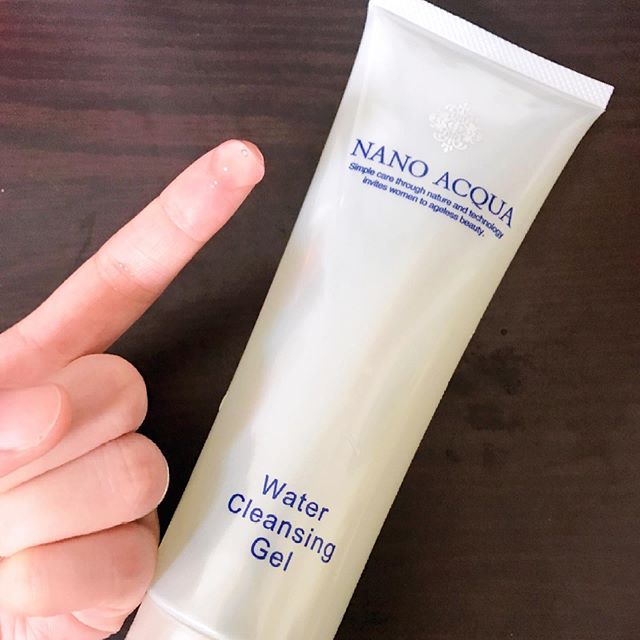 NANO ACQUA
Simple care through nature and technology
invites women to ageless beauty.
Water
Cleansing
Gel